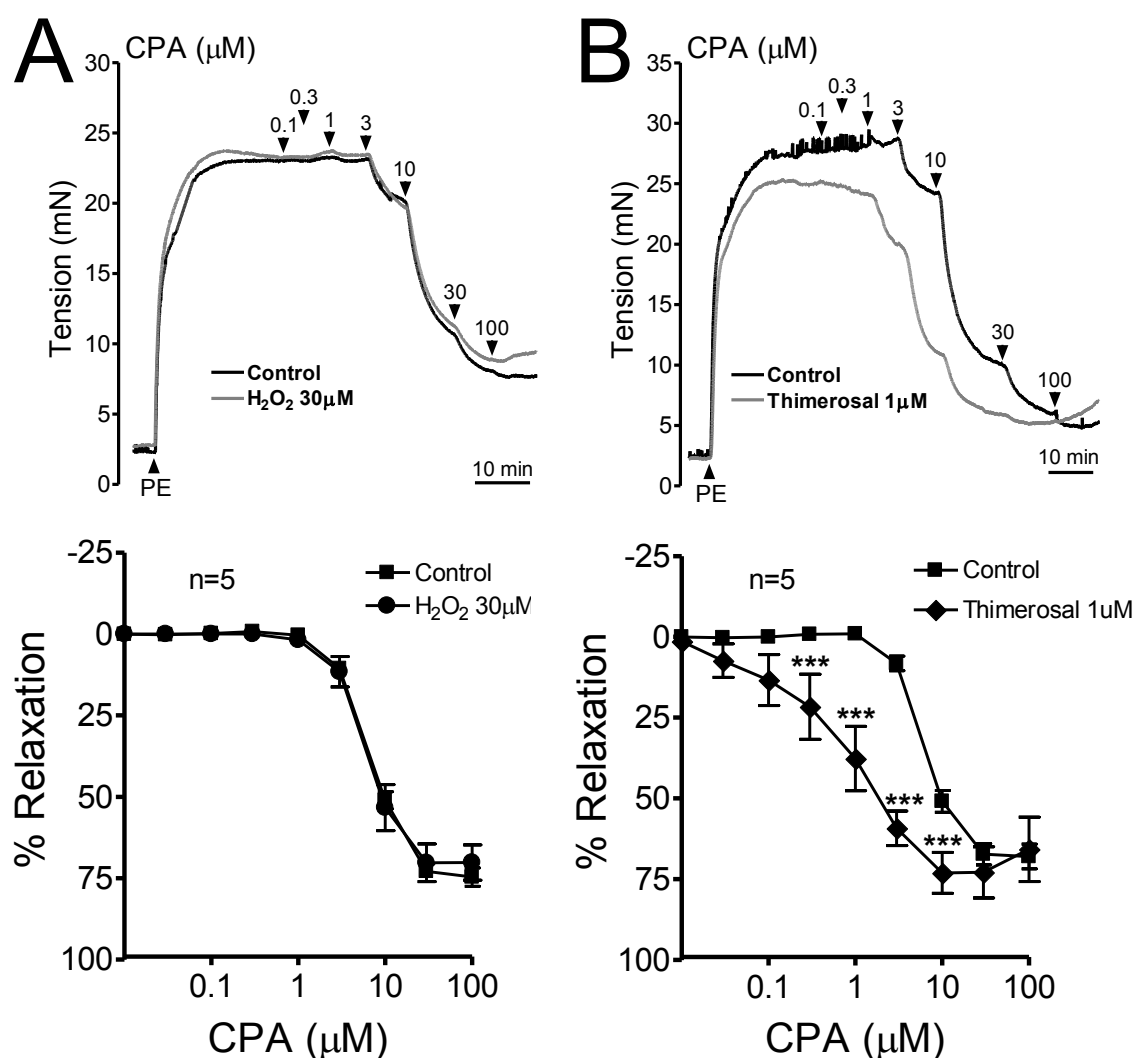 A
CPA (μM)
30
25
20
15
10
5
0
Tension (mN)
0.1
0.3
1
3
10
30
100
Control
H₂O₂ 30μM
PE
10 min
B
CPA (μM)
35
30
25
20
15
10
5
0
Tension (mN)
0.1
0.3
1
3
10
30
100
Control
Thimerosal 1μM
PE
10 min
-25
0
25
50
75
100
% Relaxation
n=5
Control
H₂O₂ 30μM
0.1 1 10 100
CPA (μM)
-25
0
25
50
75
100
% Relaxation
n=5
Control
Thimerosal 1uM
***
***
***
***
0.1 1 10 100
CPA (μM)